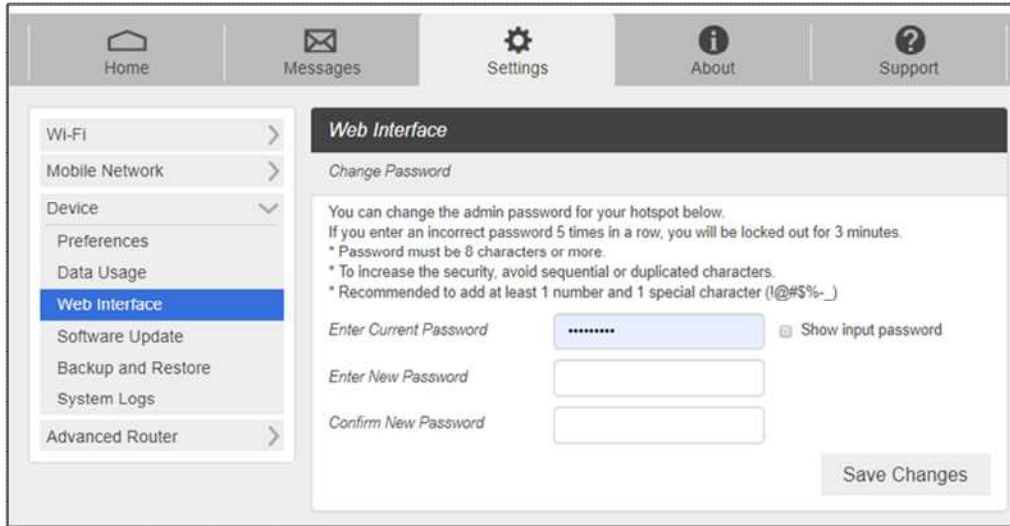 Home
Messages
Settings
About
Support
Wi-Fi
Mobile Network
Device
Preferences
Data Usage
Web Interface
Software Update
Backup and Restore
System Logs
Advanced Router
Web Interface
Change Password
You can change the admin password for your hotspot below.
If you enter an incorrect password 5 times in a row, you will be locked out for 3 minutes.
* Password must be 8 characters or more.
* To increase the security, avoid sequential or duplicated characters.
* Recommended to add at least 1 number and 1 special character (!@#$%-_)
Enter Current Password
•••••••••
Show input password
Enter New Password
Confirm New Password
Save Changes